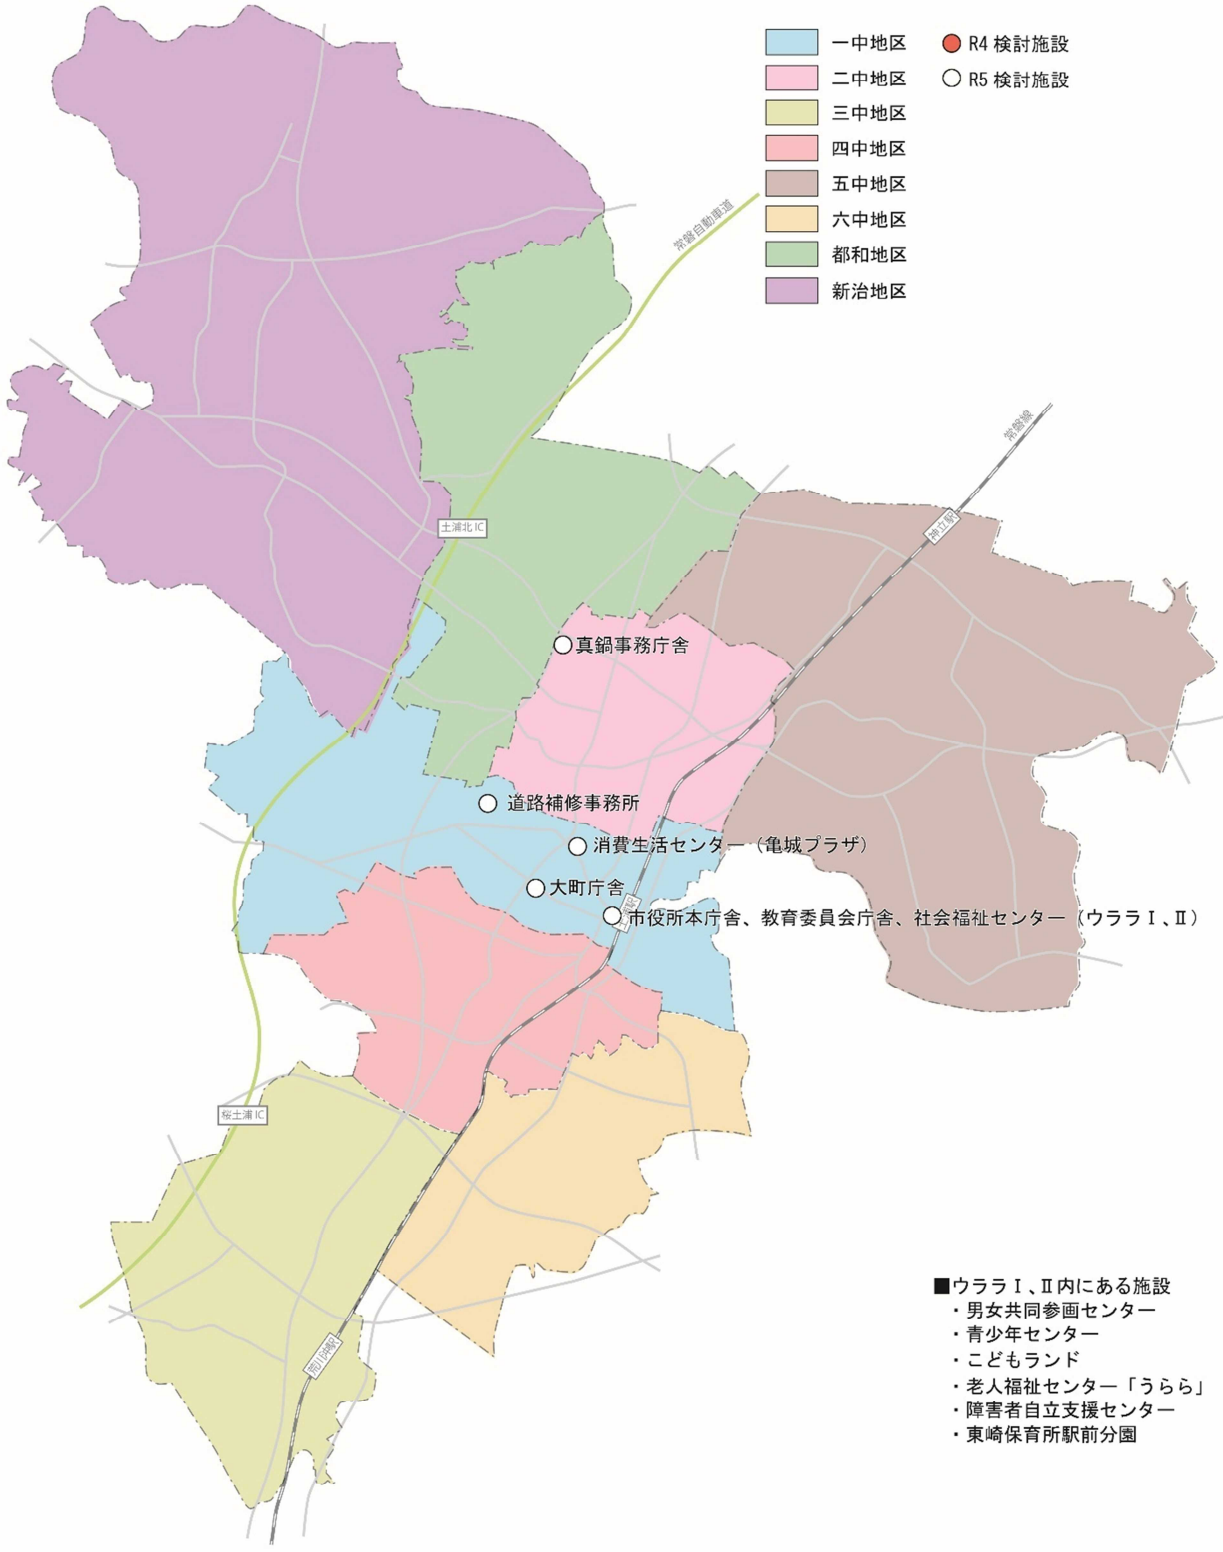 一中地区
二中地区
三中地区
四中地区
五中地区
六中地区
都和地区
新治地区
R4 検討施設
R5 検討施設
常磐自動車道
常磐線
神立駅
土浦北 IC
真鍋事務庁舎
道路補修事務所
消費生活センター（亀城プラザ）
大町庁舎
土浦駅
市役所本庁舎、教育委員会庁舎、社会福祉センター（ウララⅠ、Ⅱ）
桜土浦 IC
荒川沖駅
■ウララⅠ、Ⅱ内にある施設
・男女共同参画センター
・青少年センター
・こどもランド
・老人福祉センター「うらら」
・障害者自立支援センター
・東崎保育所駅前分園